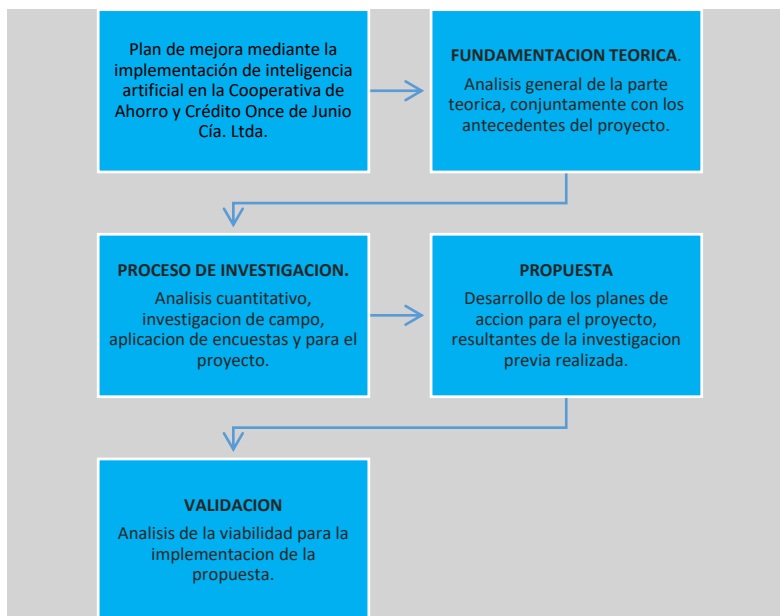 Plan de mejora mediante la
implementación de inteligencia
artificial en la Cooperativa de
Ahorro y Crédito Once de Junio
Cía. Ltda.
FUNDAMENTACION TEORICA.
Analisis general de la parte
teorica, conjuntamente con los
antecedentes del proyecto.
PROCESO DE INVESTIGACION.
Analisis cuantitativo,
investigacion de campo,
aplicacion de encuestas y para el
proyecto.
PROPUESTA
Desarrollo de los planes de
accion para el proyecto,
resultantes de la investigacion
previa realizada.
VALIDACION
Analisis de la viabilidad para la
implementacion de la
propuesta.